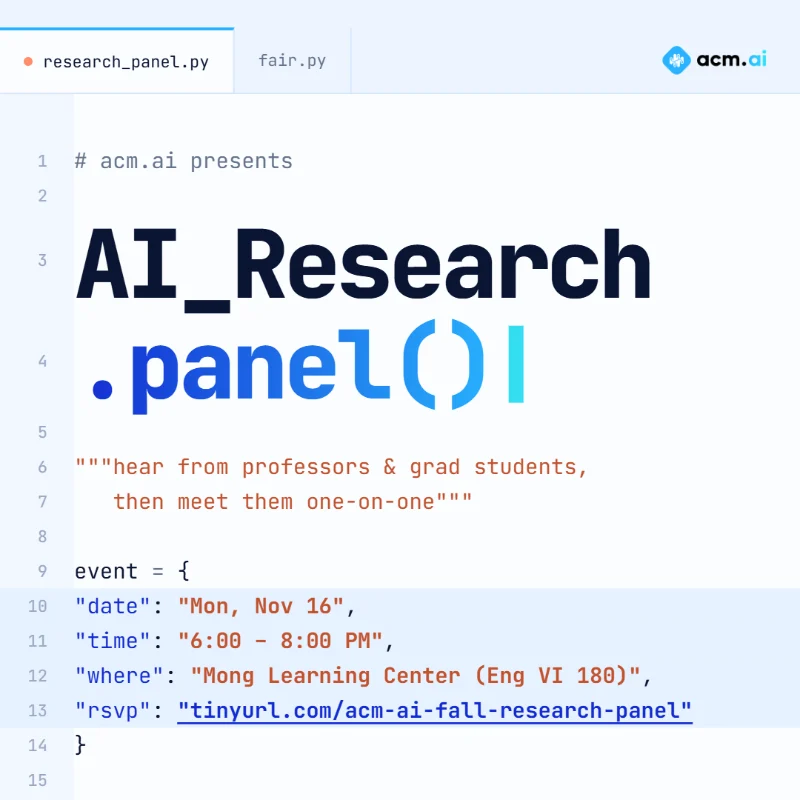 research_panel.py
fair.py
acm.ai
1 # acm.ai presents
2
3 AI_Research
4 .panel()|
5
6 """hear from professors & grad students,
7 then meet them one-on-one"""
8
9 event = {
10 "date": "Mon, Nov 16",
11 "time": "6:00 – 8:00 PM",
12 "where": "Mong Learning Center (Eng VI 180)",
13 "rsvp": "tinyurl.com/acm-ai-fall-research-panel"
14 }
15